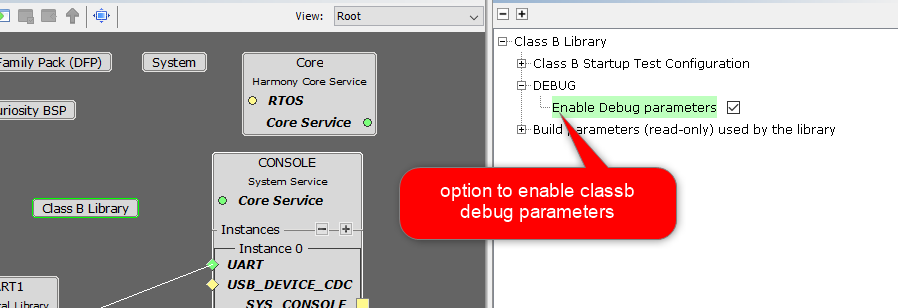 View: Root
Family Pack (DFP)
System
Core
Harmony Core Service
RTOS
Core Service
uriosity BSP
CONSOLE
System Service
Core Service
Class B Library
Instances
Instance 0
UART
USB_DEVICE_CDC
SYS_CONSOLE
RT1
ral Library
Class B Library
Class B Startup Test Configuration
DEBUG
Enable Debug parameters
Build parameters (read-only) used by the library
option to enable classb
debug parameters